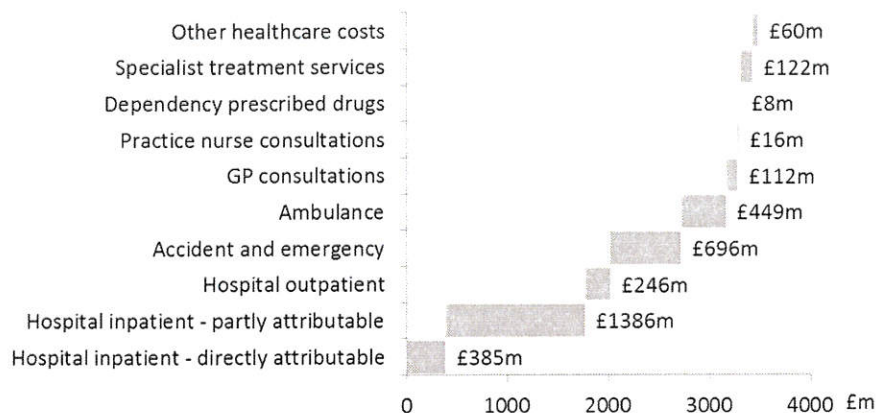 Other healthcare costs £60m
Specialist treatment services £122m
Dependency prescribed drugs £8m
Practice nurse consultations £16m
GP consultations £112m
Ambulance £449m
Accident and emergency £696m
Hospital outpatient £246m
Hospital inpatient - partly attributable £1386m
Hospital inpatient - directly attributable £385m
0 1000 2000 3000 4000 £m